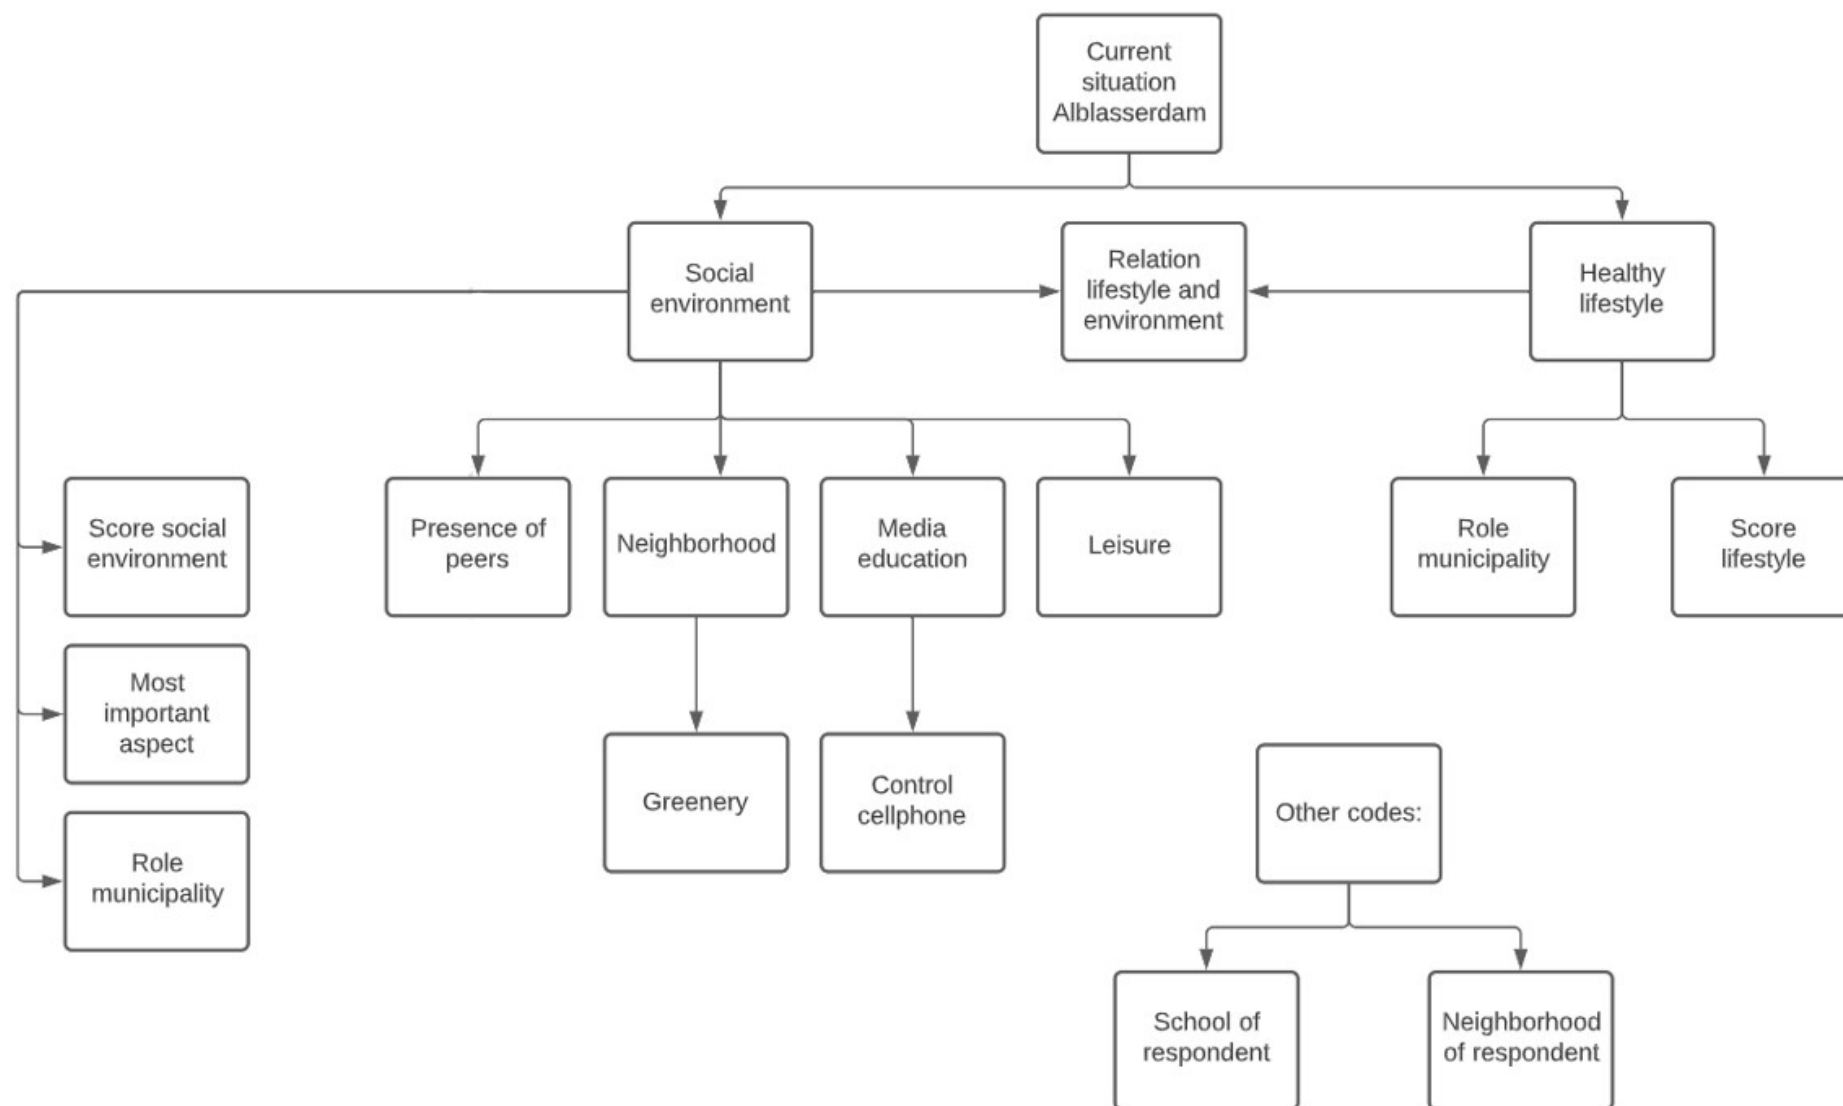 Current
situation
Alblasserdam
Social
environment
Relation
lifestyle and
environment
Healthy
lifestyle
Score social
environment
Presence of
peers
Neighborhood
Media
education
Leisure
Role
municipality
Score
lifestyle
Most
important
aspect
Greenery
Control
cellphone
Other codes:
Role
municipality
School of
respondent
Neighborhood
of respondent